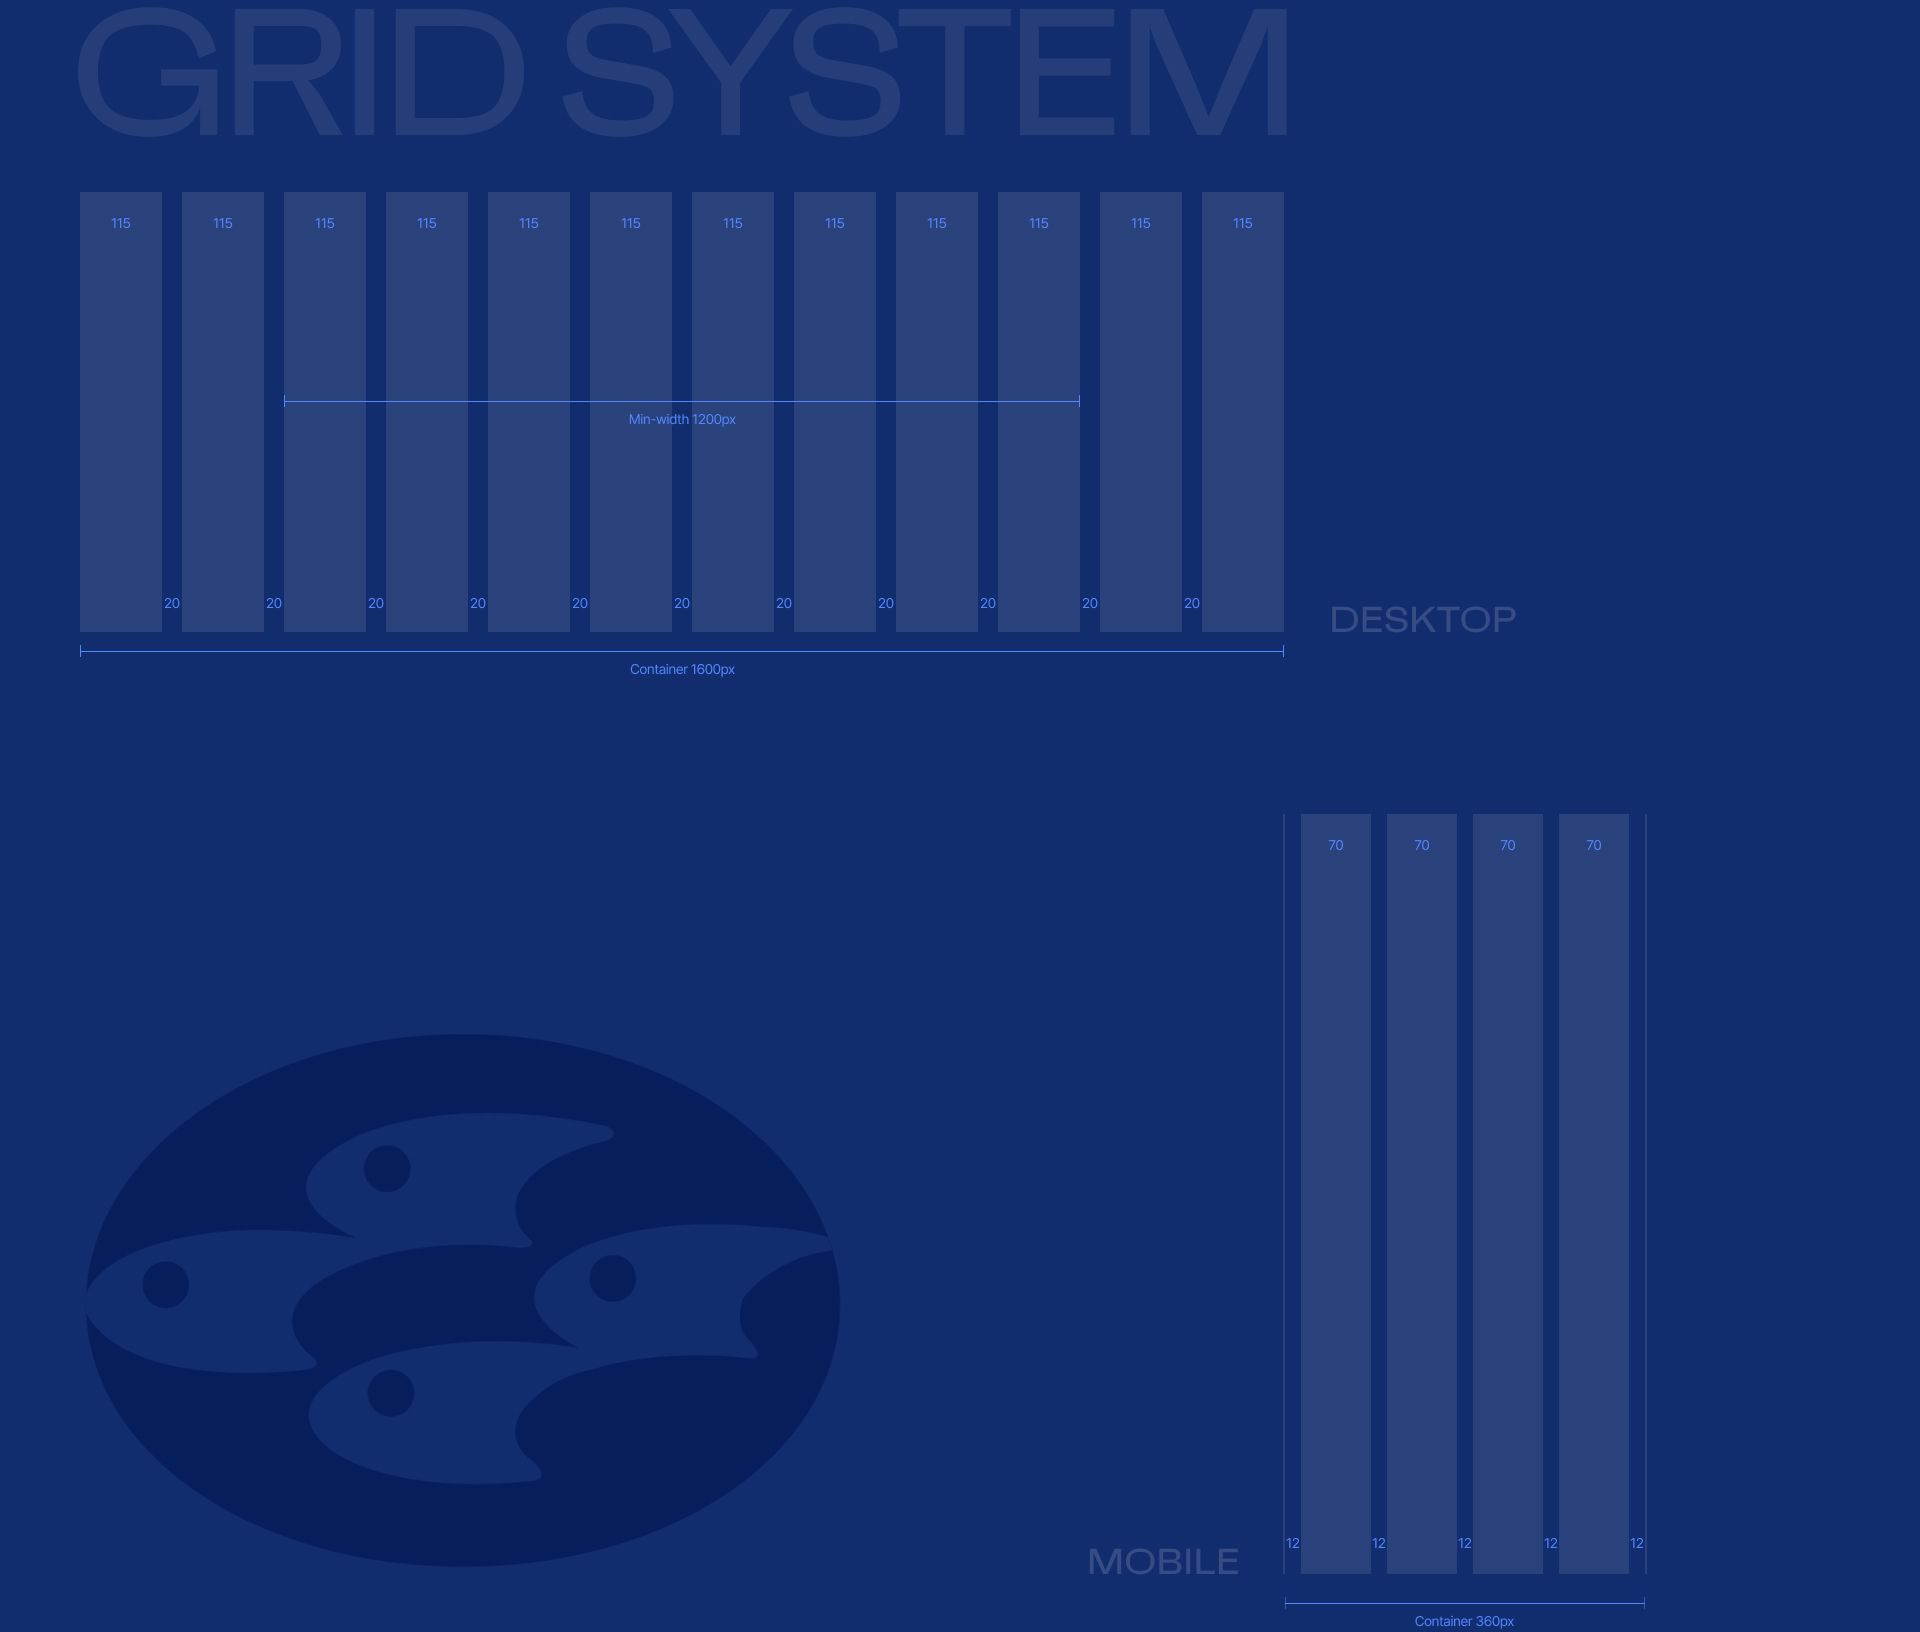 GRID SYSTEM
115 115 115 115 115 115 115 115 115 115 115 115
Min-width 1200px
20 20 20 20 20 20 20 20 20 20 20
DESKTOP
Container 1600px
70 70 70 70
12 12 12 12 12
MOBILE
Container 360px